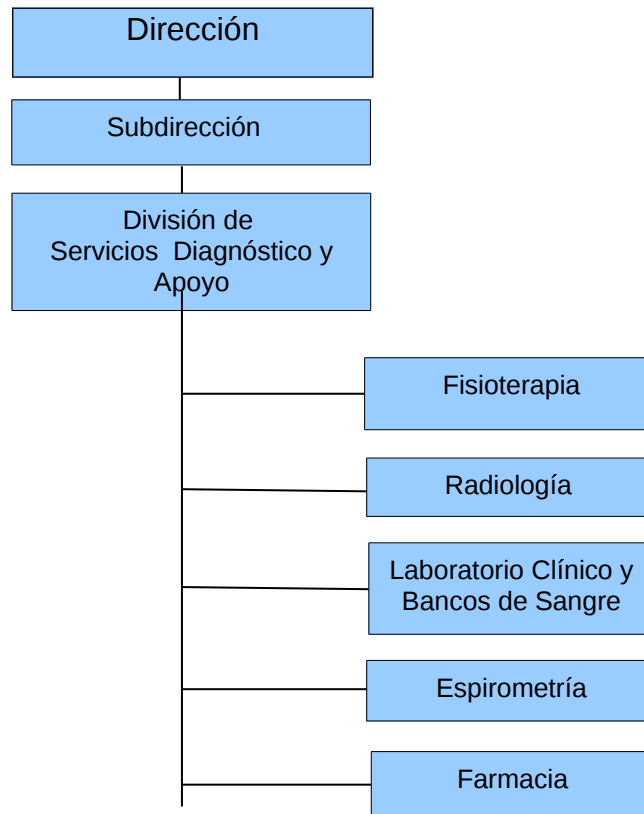 Dirección
Subdirección
División de
Servicios  Diagnóstico y
Apoyo
Fisioterapia
Radiología
Laboratorio Clínico y
Bancos de Sangre
Espirometría
Farmacia